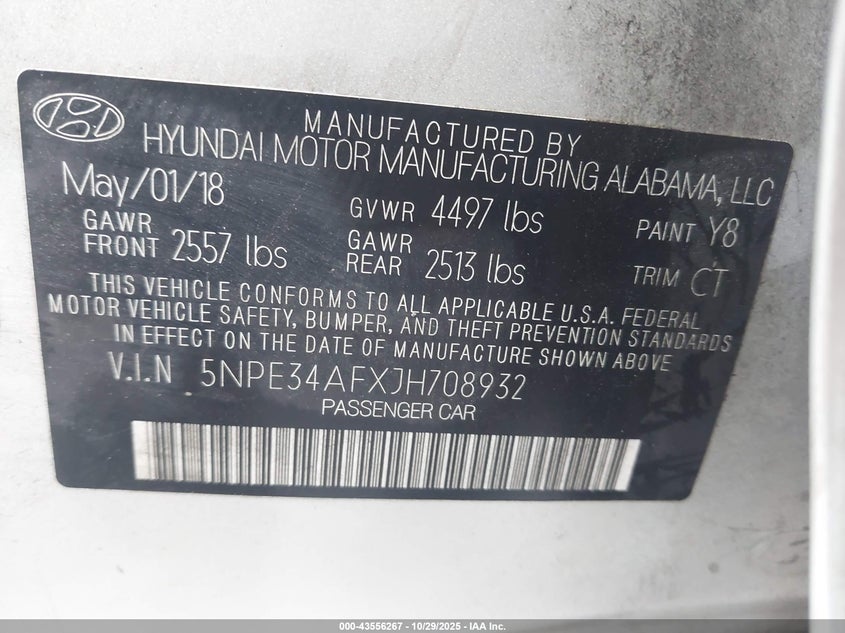 MANUFACTURED BY
HYUNDAI MOTOR MANUFACTURING ALABAMA, LLC
May/01/18 GVWR 4497 lbs PAINT Y8
GAWR FRONT 2557 lbs GAWR REAR 2513 lbs TRIM CT
THIS VEHICLE CONFORMS TO ALL APPLICABLE U.S.A. FEDERAL
MOTOR VEHICLE SAFETY, BUMPER, AND THEFT PREVENTION STANDARDS
IN EFFECT ON THE DATE OF MANUFACTURE SHOWN ABOVE
V.I.N 5NPE34AFXJH708932
PASSENGER CAR
000-43556267 • 10/29/2025 • IAA Inc.